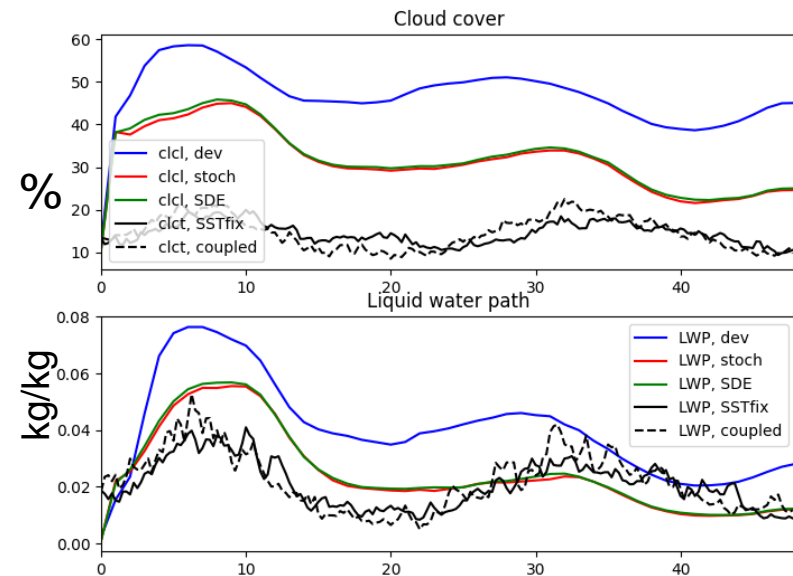 Cloud cover
60
50
40
30
20
10
%
clcl, dev
clcl, stoch
clcl, SDE
clct, SSTfix
clct, coupled
0 10 20 30 40
Liquid water path
0.08
0.06
0.04
0.02
0.00
kg/kg
LWP, dev
LWP, stoch
LWP, SDE
LWP, SSTfix
LWP, coupled
0 10 20 30 40